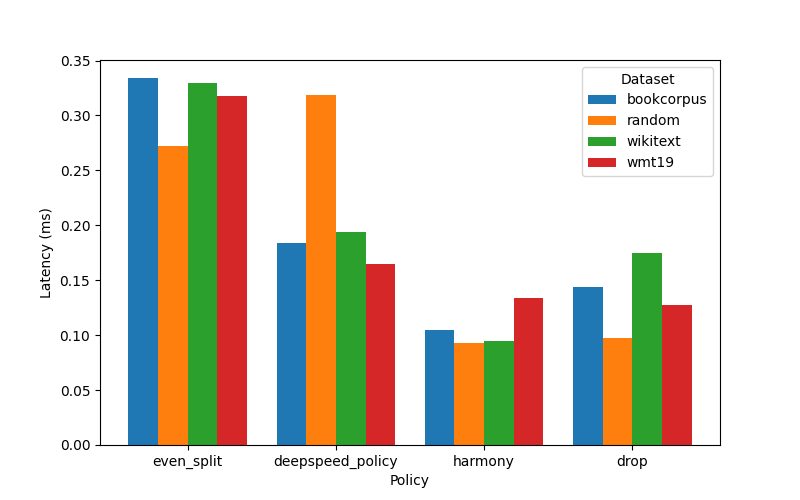 0.35
0.30
0.25
0.20
0.15
0.10
0.05
0.00
Latency (ms)
Dataset
bookcorpus
random
wikitext
wmt19
even_split
deepspeed_policy
harmony
drop
Policy